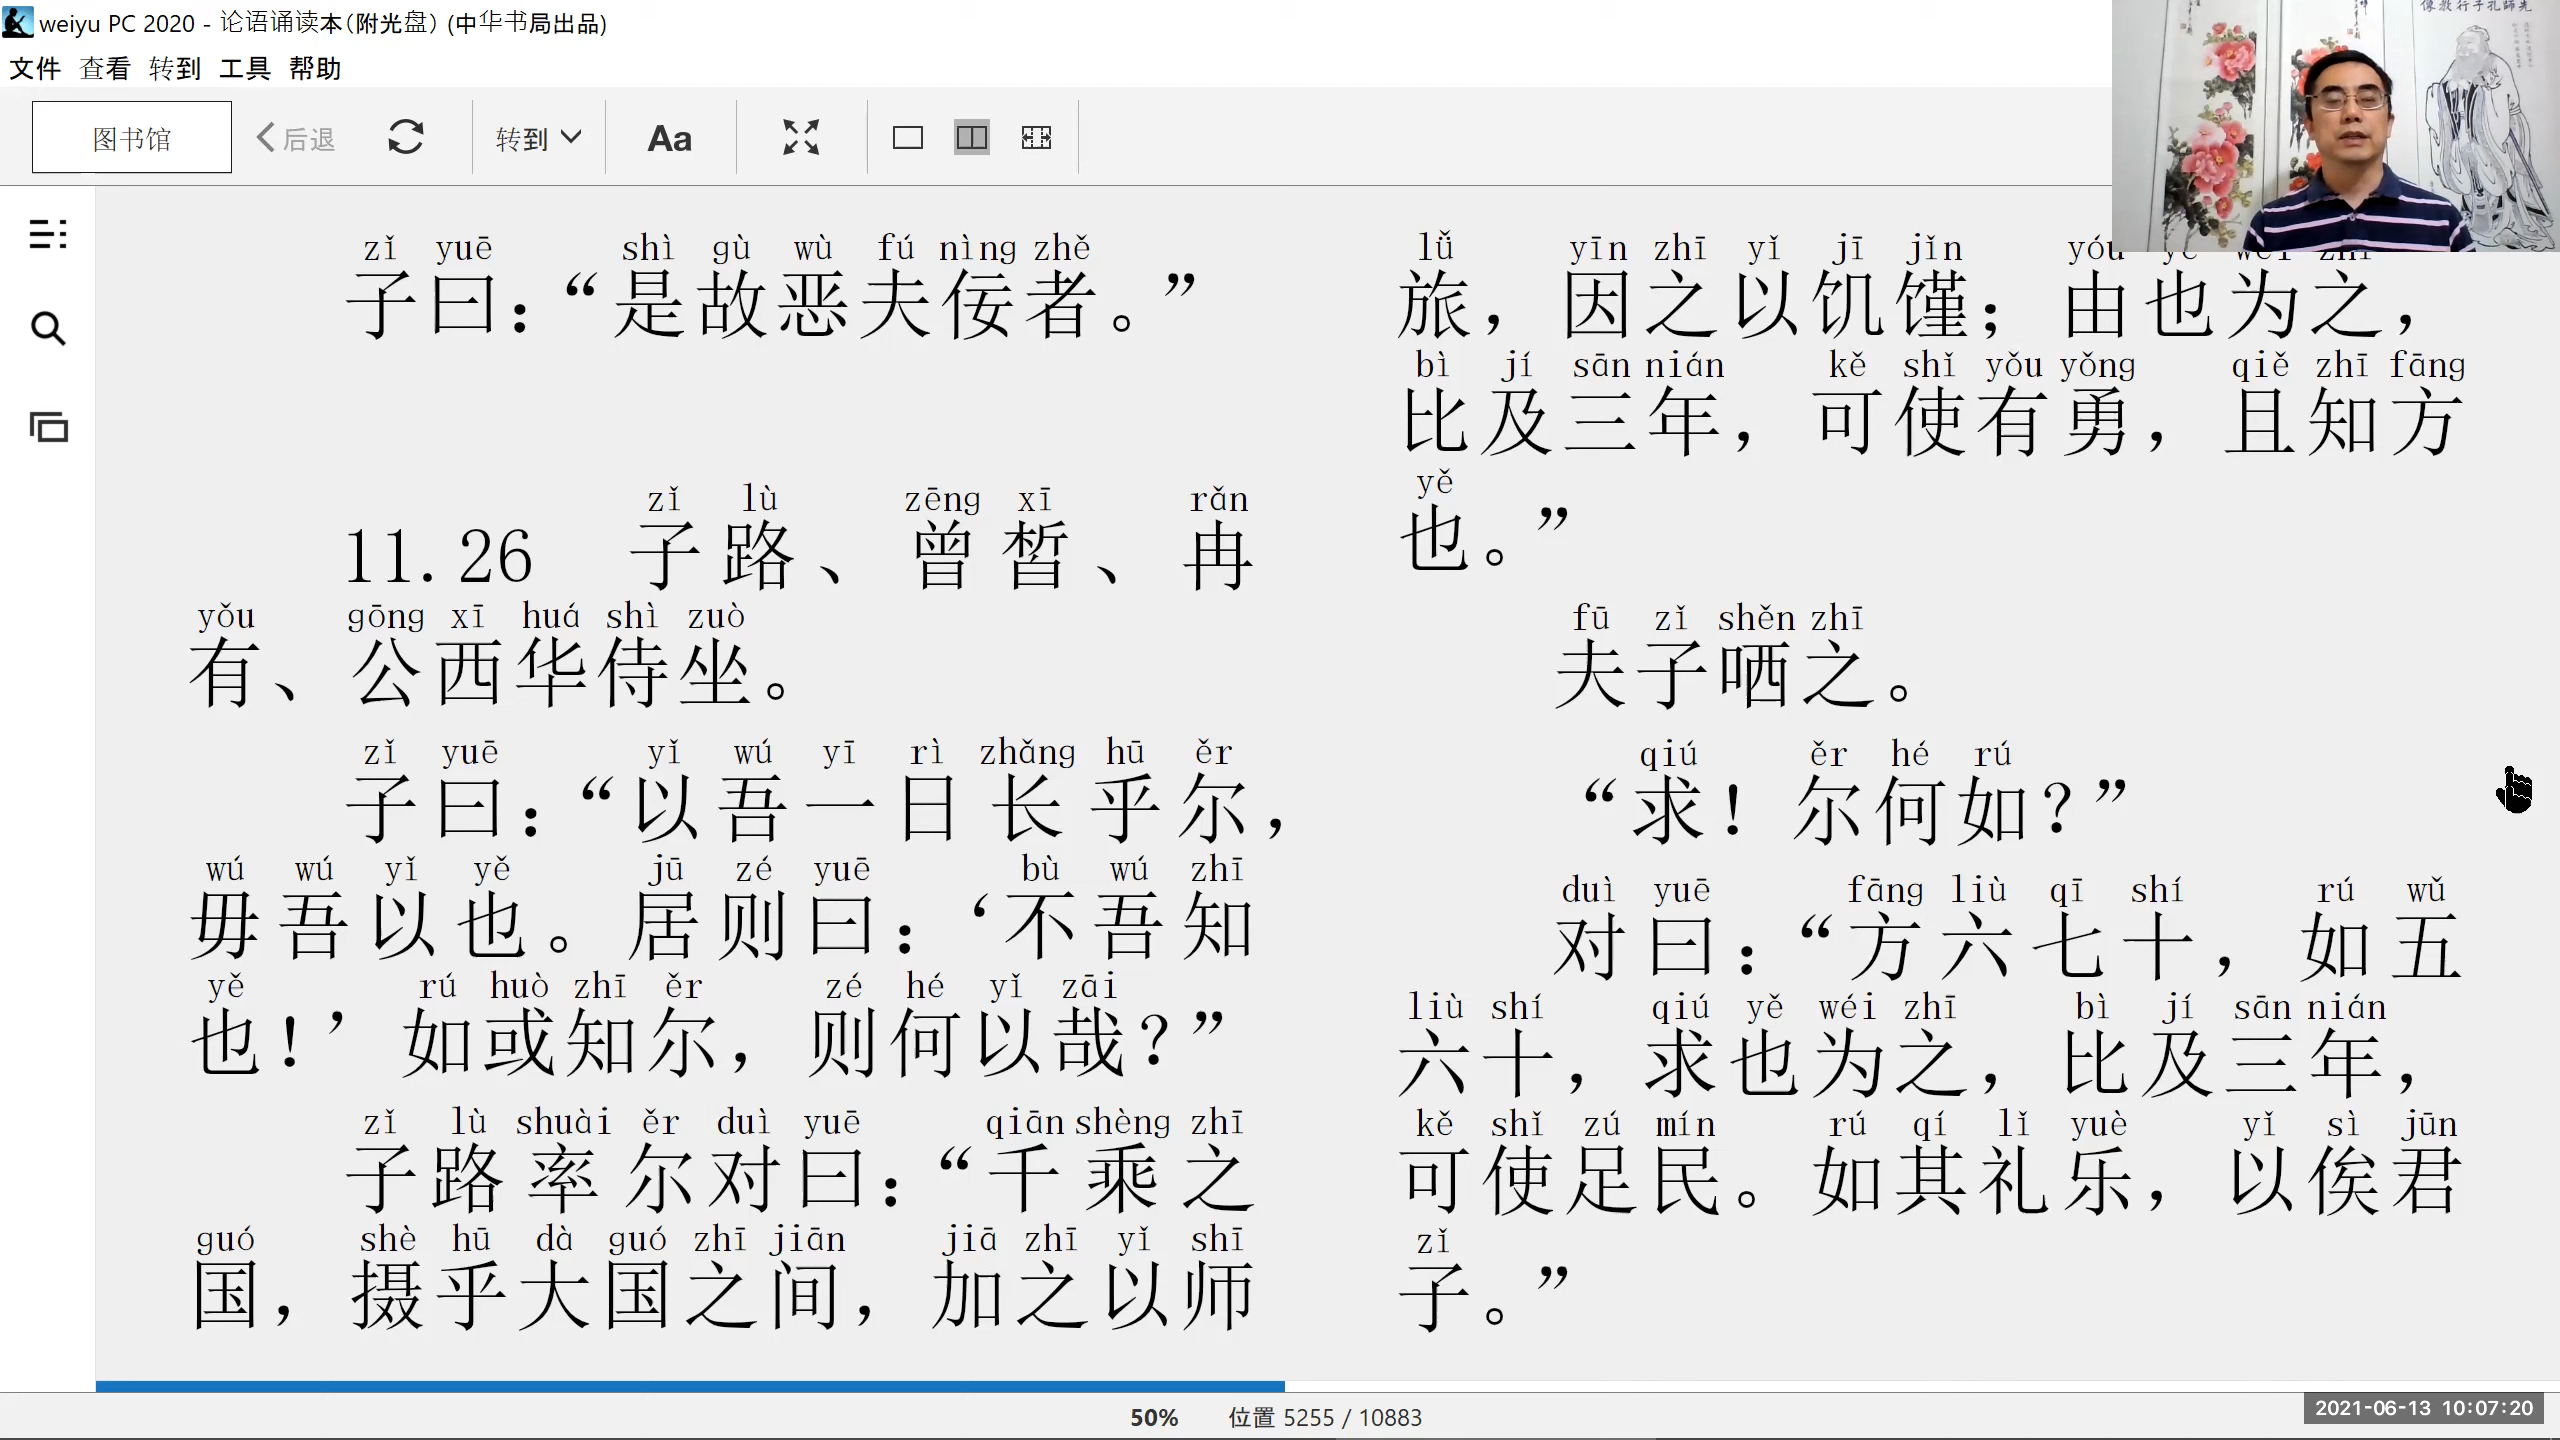 weiyu PC 2020 - 论语诵读本(附光盘) (中华书局出品)
文件 查看 转到 工具 帮助
图书馆 后退 转到 Aa
先師孔子行教像
zǐ yuē shì gù wù fú nìng zhě
子曰：“是故恶夫佞者。”
zǐ lù zēng xī rǎn
11.26 子路、曾皙、冉
yǒu gōng xī huá shì zuò
有、公西华侍坐。
zǐ yuē yǐ wú yī rì zhǎng hū ěr
子曰：“以吾一日长乎尔，
wú wú yǐ yě jū zé yuē bù wú zhī
毋吾以也。居则曰：‘不吾知
yě rú huò zhī ěr zé hé yǐ zāi
也！’如或知尔，则何以哉？”
zǐ lù shuài ěr duì yuē qiān shèng zhī
子路率尔对曰：“千乘之
guó shè hū dà guó zhī jiān jiā zhī yǐ shī
国，摄乎大国之间，加之以师
lǚ yīn zhī yǐ jī jǐn yóu yě wéi zhī
旅，因之以饥馑；由也为之，
bì jí sān nián kě shǐ yǒu yǒng qiě zhī fāng
比及三年，可使有勇，且知方
yě
也。”
fū zǐ shěn zhī
夫子哂之。
qiú ěr hé rú
“求！尔何如？”
duì yuē fāng liù qī shí rú wǔ
对曰：“方六七十，如五
liù shí qiú yě wéi zhī bì jí sān nián
六十，求也为之，比及三年，
kě shǐ zú mín rú qí lǐ yuè yǐ sì jūn
可使足民。如其礼乐，以俟君
zǐ
子。”
50% 位置 5255 / 10883
2021-06-13 10:07:20